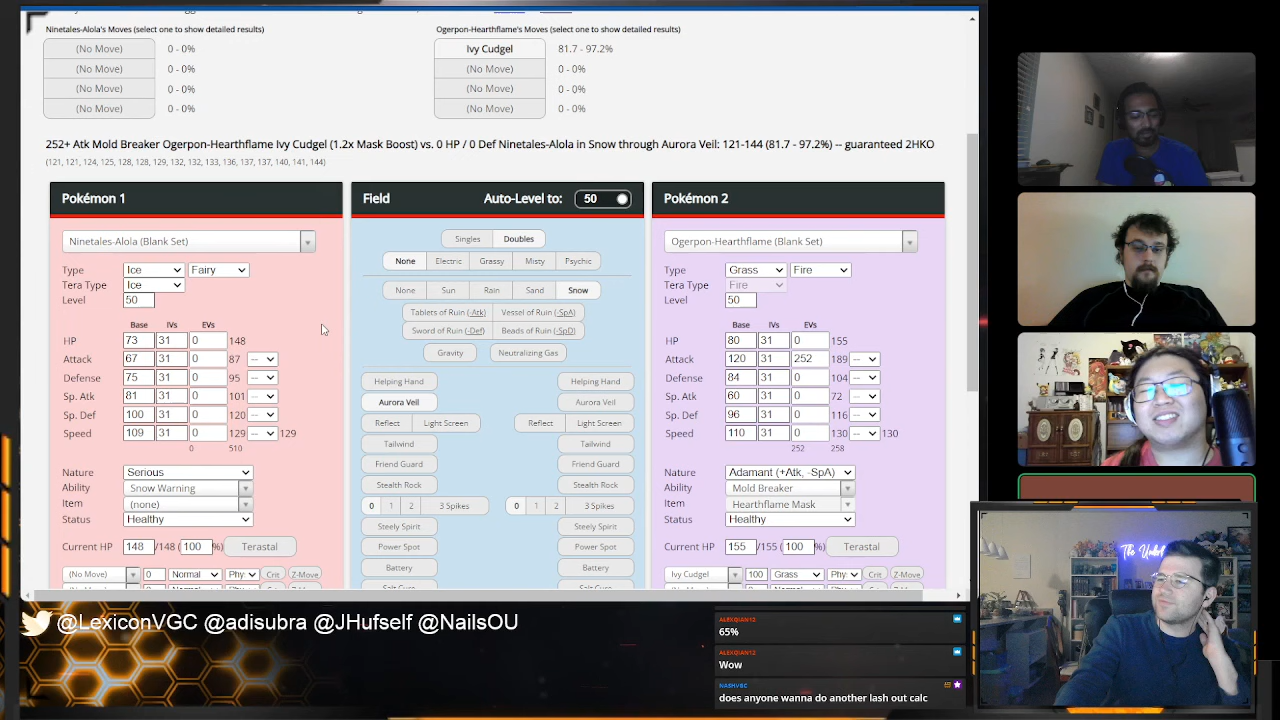 Ninetales-Alola's Moves (select one to show detailed results)
Ogerpon-Hearthflame's Moves (select one to show detailed results)
(No Move) 0 - 0%
(No Move) 0 - 0%
(No Move) 0 - 0%
(No Move) 0 - 0%
Ivy Cudgel 81.7 - 97.2%
(No Move) 0 - 0%
(No Move) 0 - 0%
(No Move) 0 - 0%
252+ Atk Mold Breaker Ogerpon-Hearthflame Ivy Cudgel (1.2x Mask Boost) vs. 0 HP / 0 Def Ninetales-Alola in Snow through Aurora Veil: 121-144 (81.7 - 97.2%) -- guaranteed 2HKO
(121, 121, 124, 125, 128, 128, 129, 132, 132, 133, 136, 137, 137, 140, 141, 144)
Pokémon 1
Ninetales-Alola (Blank Set)
Type Ice Fairy
Tera Type Ice
Level 50
Base IVs EVs
HP 73 31 0 148
Attack 67 31 0 87 --
Defense 75 31 0 95 --
Sp. Atk 81 31 0 101 --
Sp. Def 100 31 0 120 --
Speed 109 31 0 129 -- 129
0 510
Nature Serious
Ability Snow Warning
Item (none)
Status Healthy
Current HP 148 /148 ( 100 %) Terastal
(No Move) 0 Normal Phy: Crit Z-Move
Field Auto-Level to: 50
Singles Doubles
None Electric Grassy Misty Psychic
None Sun Rain Sand Snow
Tablets of Ruin (-Atk) Vessel of Ruin (-SpA)
Sword of Ruin (-Def) Beads of Ruin (-SpD)
Gravity Neutralizing Gas
Helping Hand Helping Hand
Aurora Veil Aurora Veil
Reflect Light Screen Reflect Light Screen
Tailwind Tailwind
Friend Guard Friend Guard
Stealth Rock Stealth Rock
0 1 2 3 Spikes 0 1 2 3 Spikes
Steely Spirit Steely Spirit
Power Spot Power Spot
Battery Battery
Salt Cure Salt Cure
Pokémon 2
Ogerpon-Hearthflame (Blank Set)
Type Grass Fire
Tera Type Fire
Level 50
Base IVs EVs
HP 80 31 0 155
Attack 120 31 252 189 --
Defense 84 31 0 104 --
Sp. Atk 60 31 0 72 --
Sp. Def 96 31 0 116 --
Speed 110 31 0 130 -- 130
252 258
Nature Adamant (+Atk, -SpA)
Ability Mold Breaker
Item Hearthflame Mask
Status Healthy
Current HP 155 /155 ( 100 %) Terastal
Ivy Cudgel 100 Grass Phy: Crit Z-Move
@LexiconVGC @adisubra @JHufself @NailsOU
ALEXQIAN12
65%
ALEXQIAN12
Wow
NASHVGC
does anyone wanna do another lash out calc